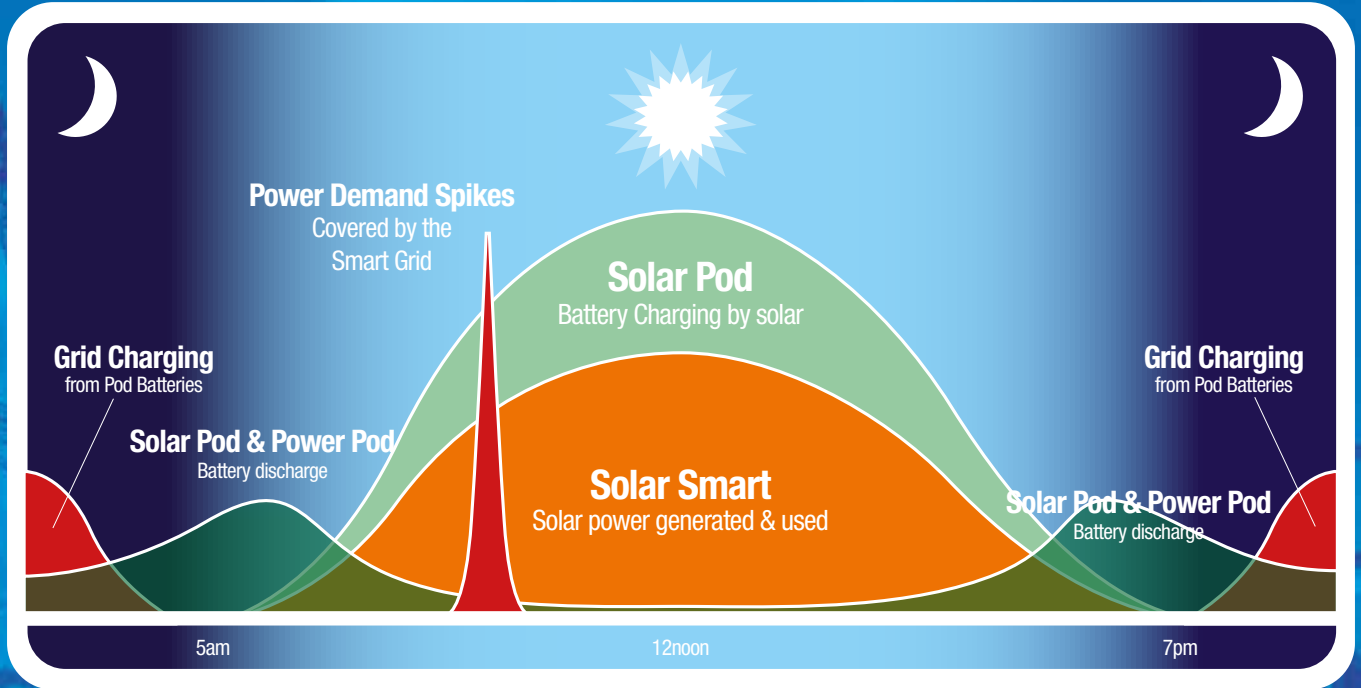 Power Demand Spikes
Covered by the
Smart Grid
Solar Pod
Battery Charging by solar
Grid Charging
from Pod Batteries
Grid Charging
from Pod Batteries
Solar Pod & Power Pod
Battery discharge
Solar Smart
Solar power generated & used
Solar Pod & Power Pod
Battery discharge
5am
12noon
7pm